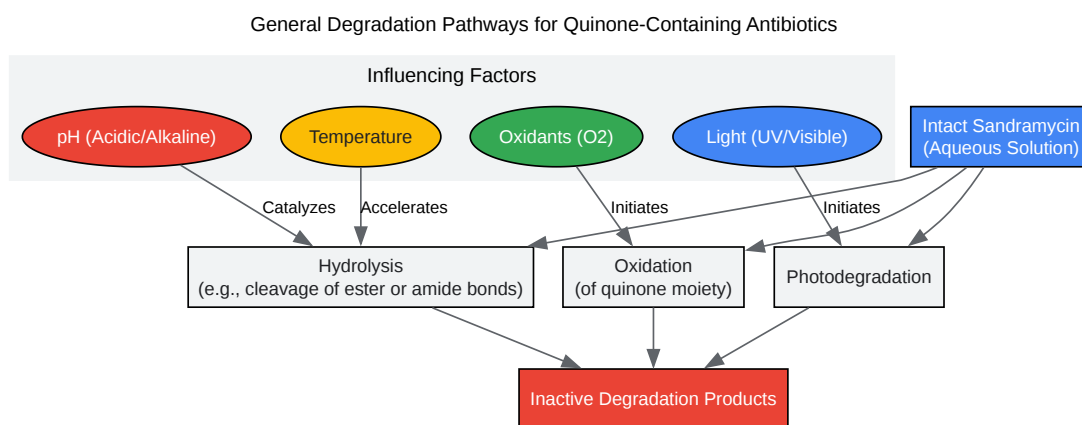 General Degradation Pathways for Quinone-Containing Antibiotics
Influencing Factors
pH (Acidic/Alkaline)
Temperature
Oxidants (O2)
Light (UV/Visible)
Intact Sandramycin
(Aqueous Solution)
Catalyzes
Accelerates
Initiates
Initiates
Hydrolysis
(e.g., cleavage of ester or amide bonds)
Oxidation
(of quinone moiety)
Photodegradation
Inactive Degradation Products